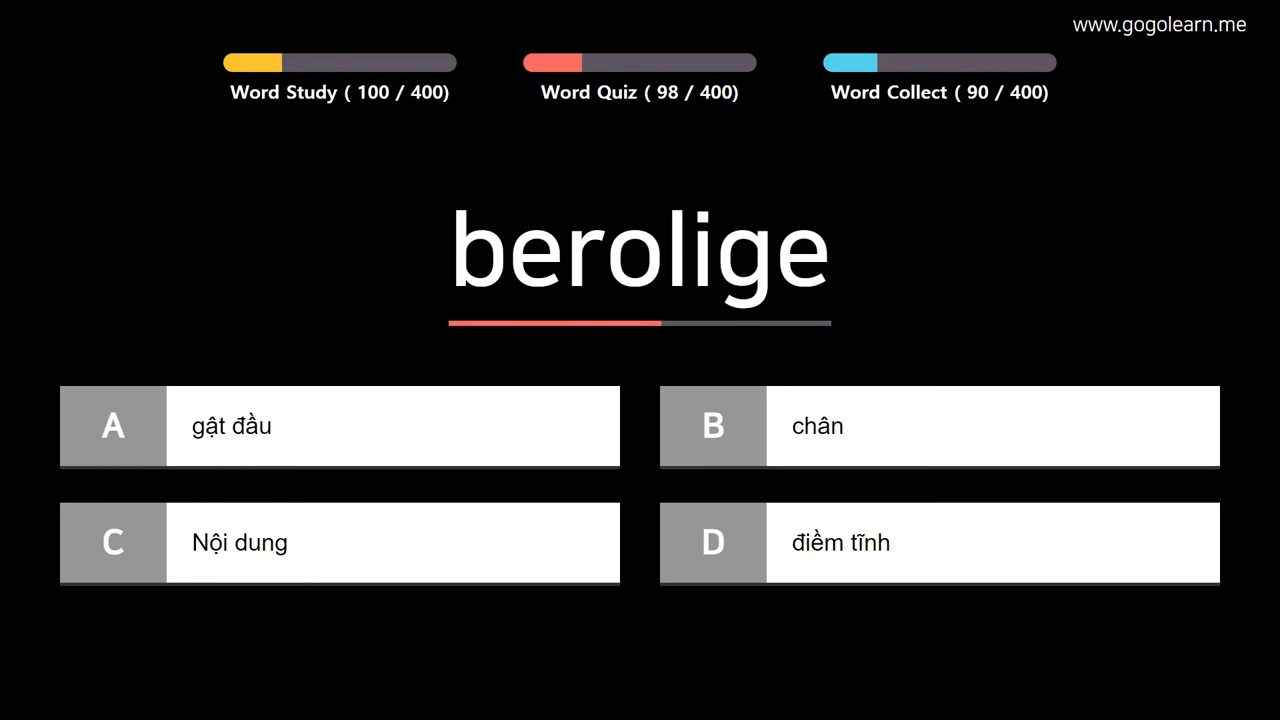 www.gogolearn.me
Word Study ( 100 / 400)
Word Quiz ( 98 / 400)
Word Collect ( 90 / 400)
berolige
A gật đầu
B chân
C Nội dung
D điềm tĩnh